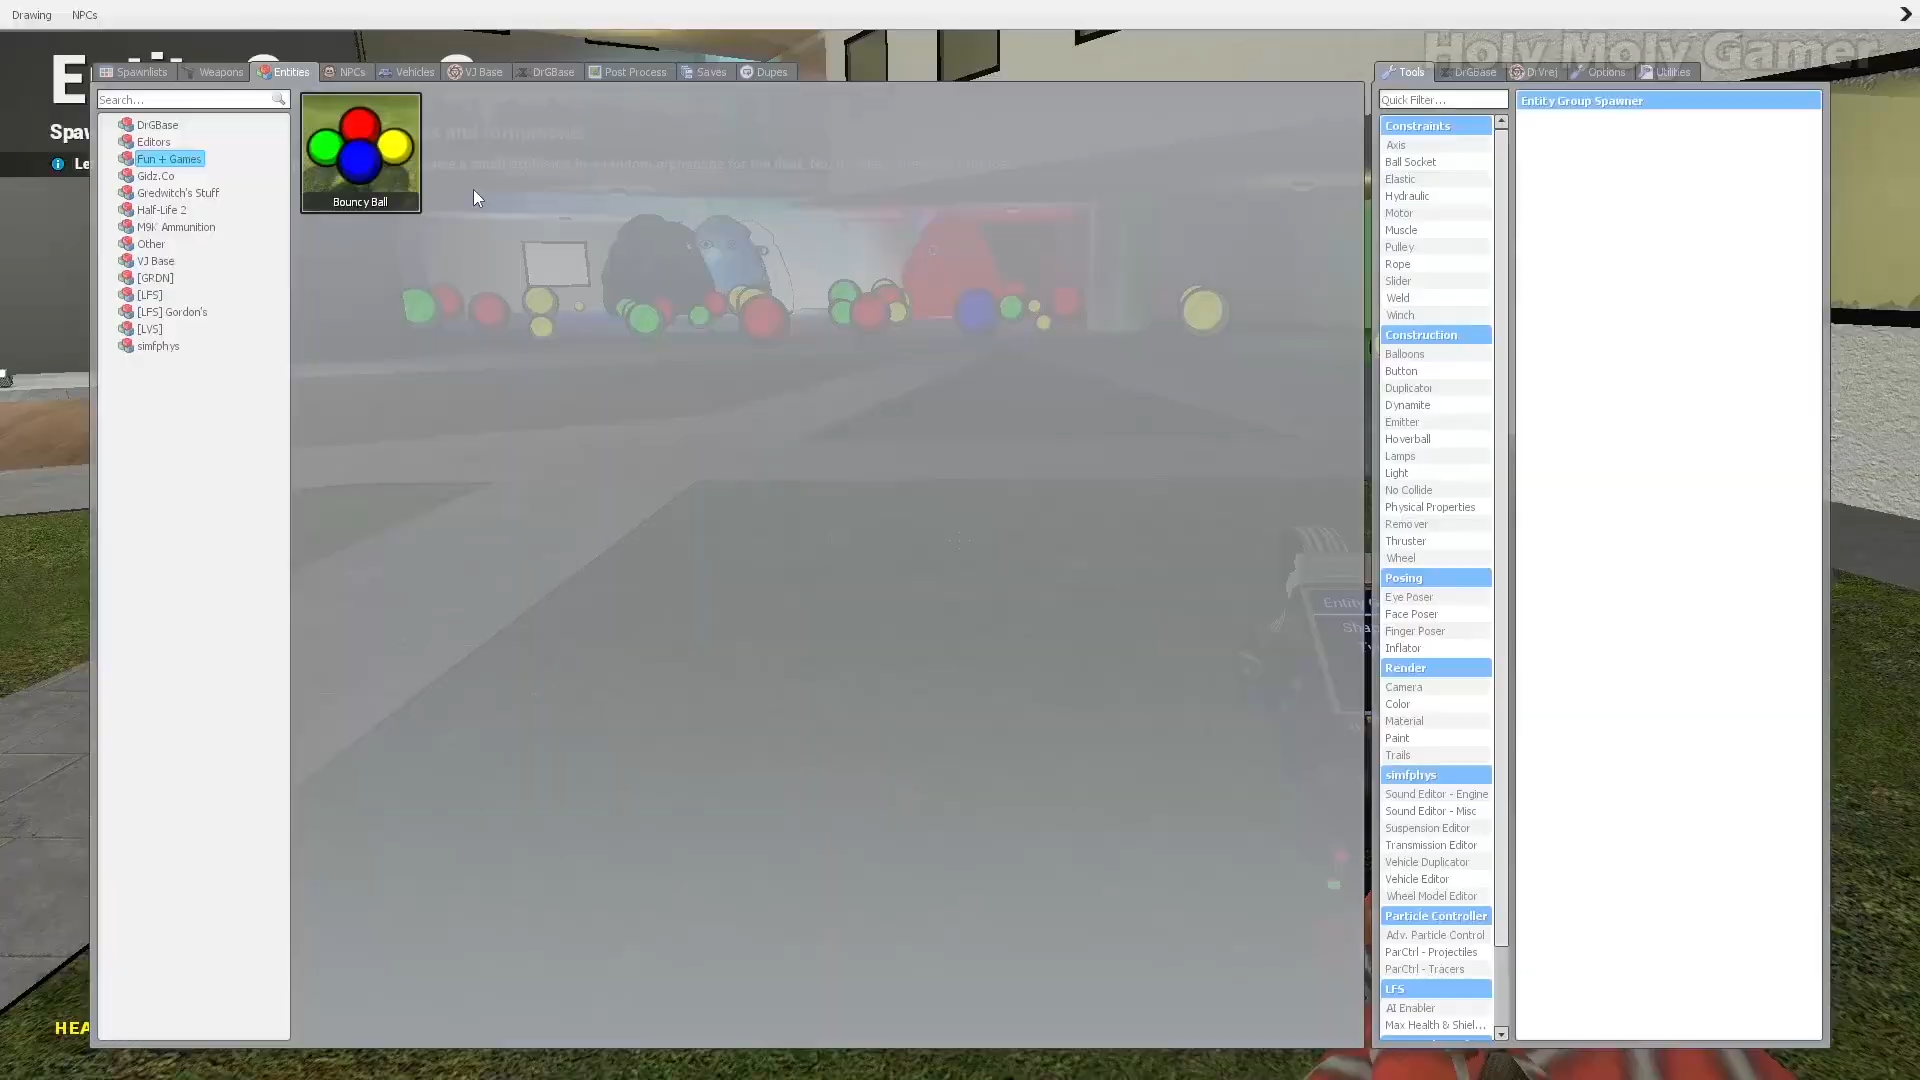 Drawing NPCs
Holy Moly Gamer
Spawnlists Weapons Entities NPCs Vehicles VJ Base DrGBase Post Process Saves Dupes
Tools DrGBase DrVrej Options Utilities
Search...
DrGBase
Editors
Fun + Games
Gidz.Co
Gredwitch's Stuff
Half-Life 2
M9K Ammunition
Other
VJ Base
[GRDN]
[LFS]
[LFS] Gordon's
[LVS]
simfphys
Bouncy Ball
Quick Filter...
Constraints
Axis
Ball Socket
Elastic
Hydraulic
Motor
Muscle
Pulley
Rope
Slider
Weld
Winch
Construction
Balloons
Button
Duplicator
Dynamite
Emitter
Hoverball
Lamps
Light
No Collide
Physical Properties
Remover
Thruster
Wheel
Posing
Eye Poser
Face Poser
Finger Poser
Inflator
Render
Camera
Color
Material
Paint
Trails
simfphys
Sound Editor - Engine
Sound Editor - Misc
Suspension Editor
Transmission Editor
Vehicle Duplicator
Vehicle Editor
Wheel Model Editor
Particle Controller
Adv. Particle Control
ParCtrl - Projectiles
ParCtrl - Tracers
LFS
AI Enabler
Max Health & Shiel...
Entity Group Spawner